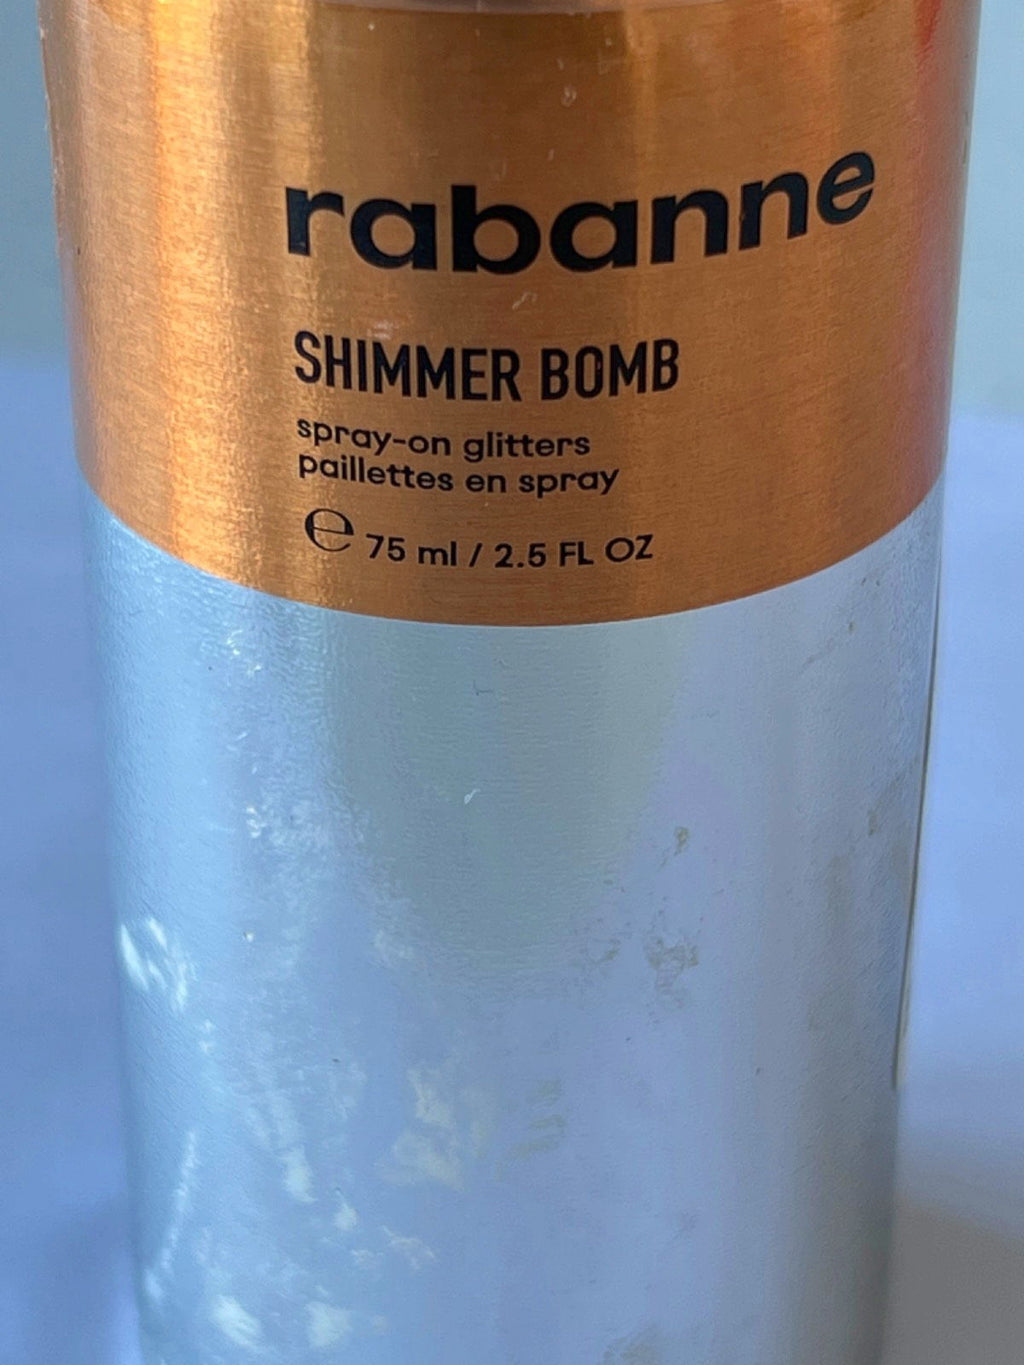 rabanne
SHIMMER BOMB
spray-on glitters
paillettes en spray
℮ 75 ml / 2.5 FL OZ